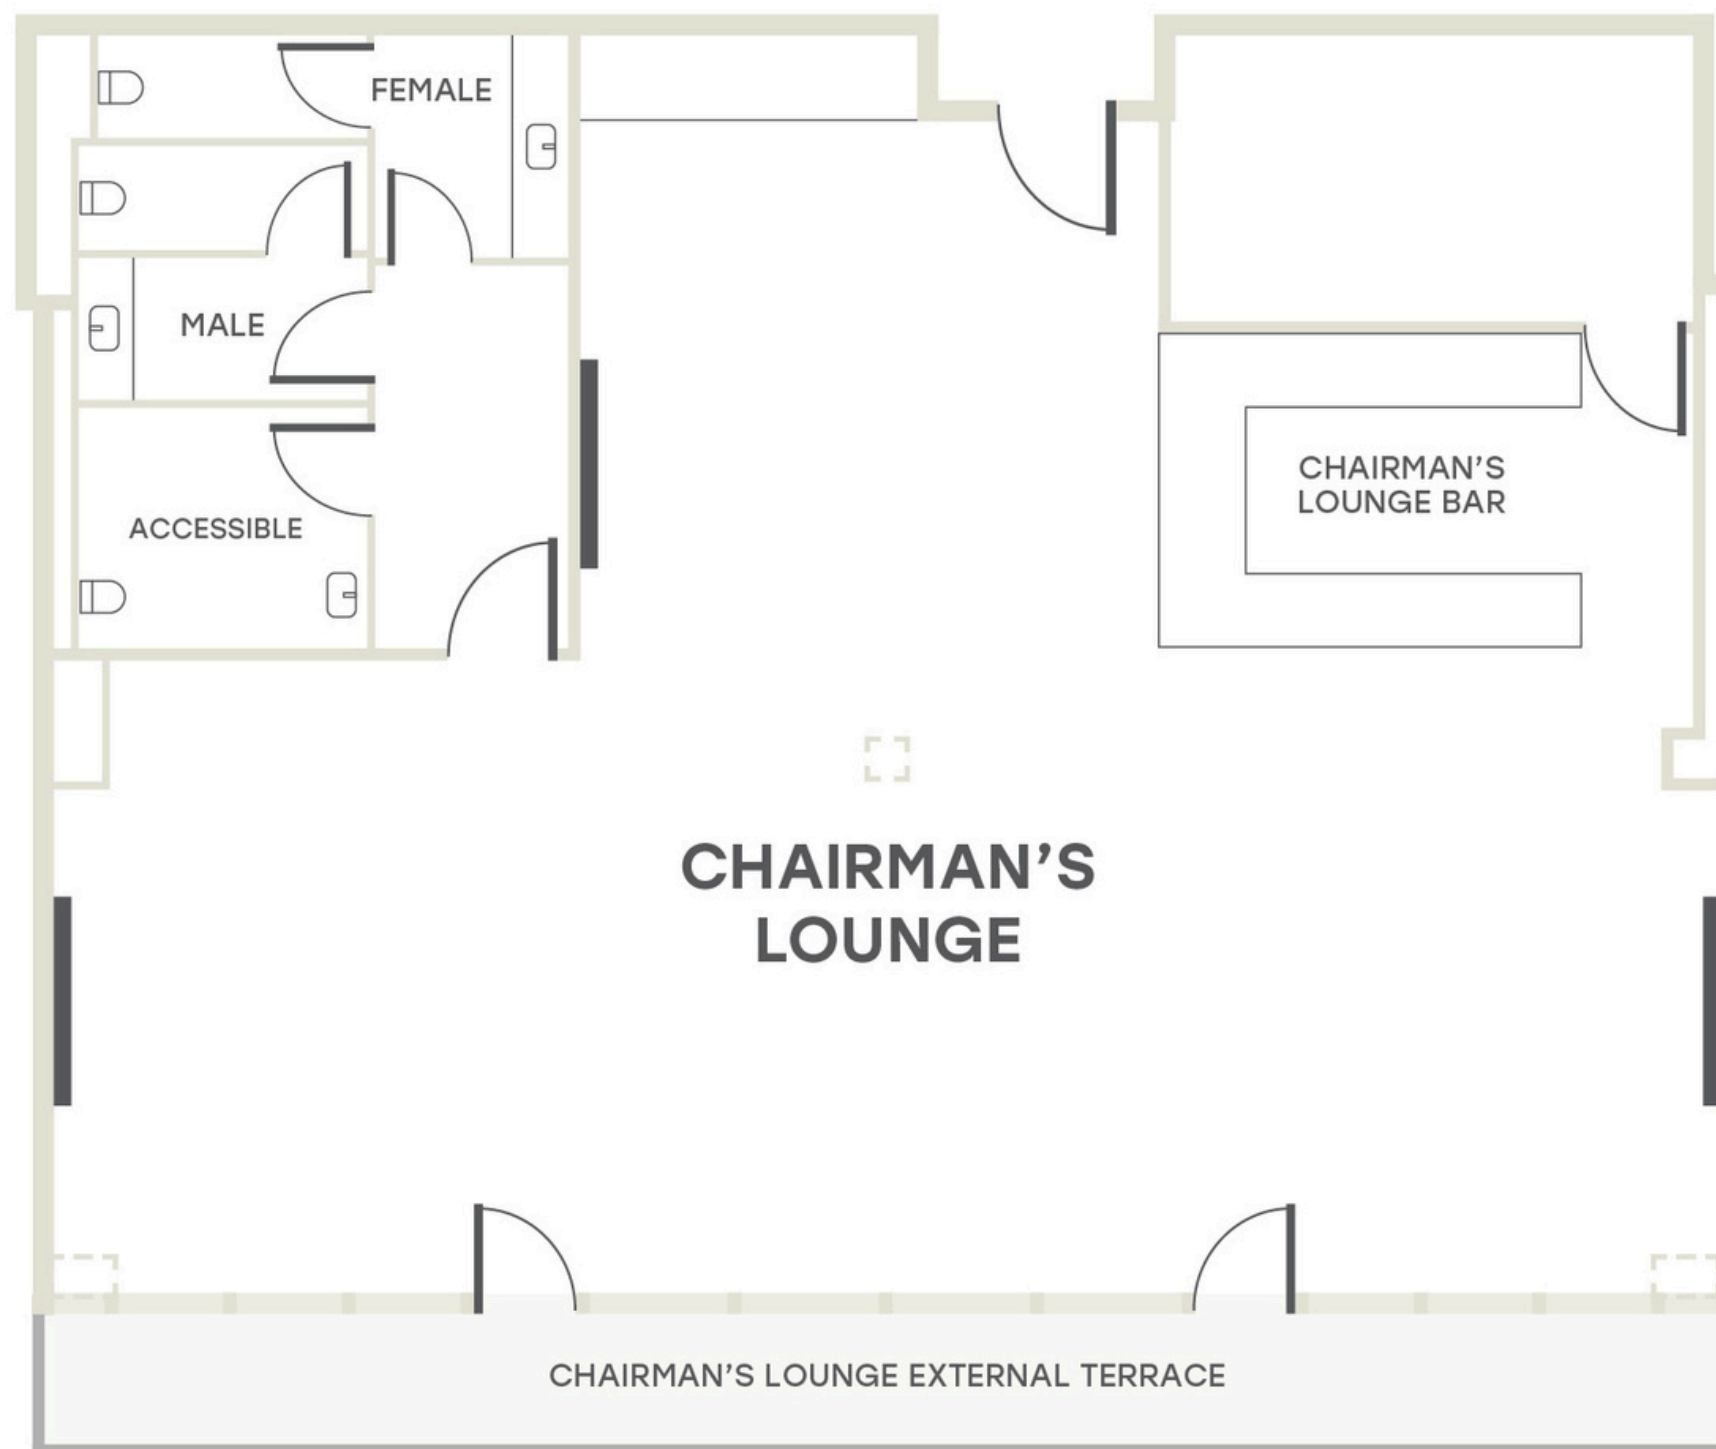 FEMALE
MALE
ACCESSIBLE
CHAIRMAN’S
LOUNGE BAR
CHAIRMAN’S
LOUNGE
CHAIRMAN’S LOUNGE EXTERNAL TERRACE